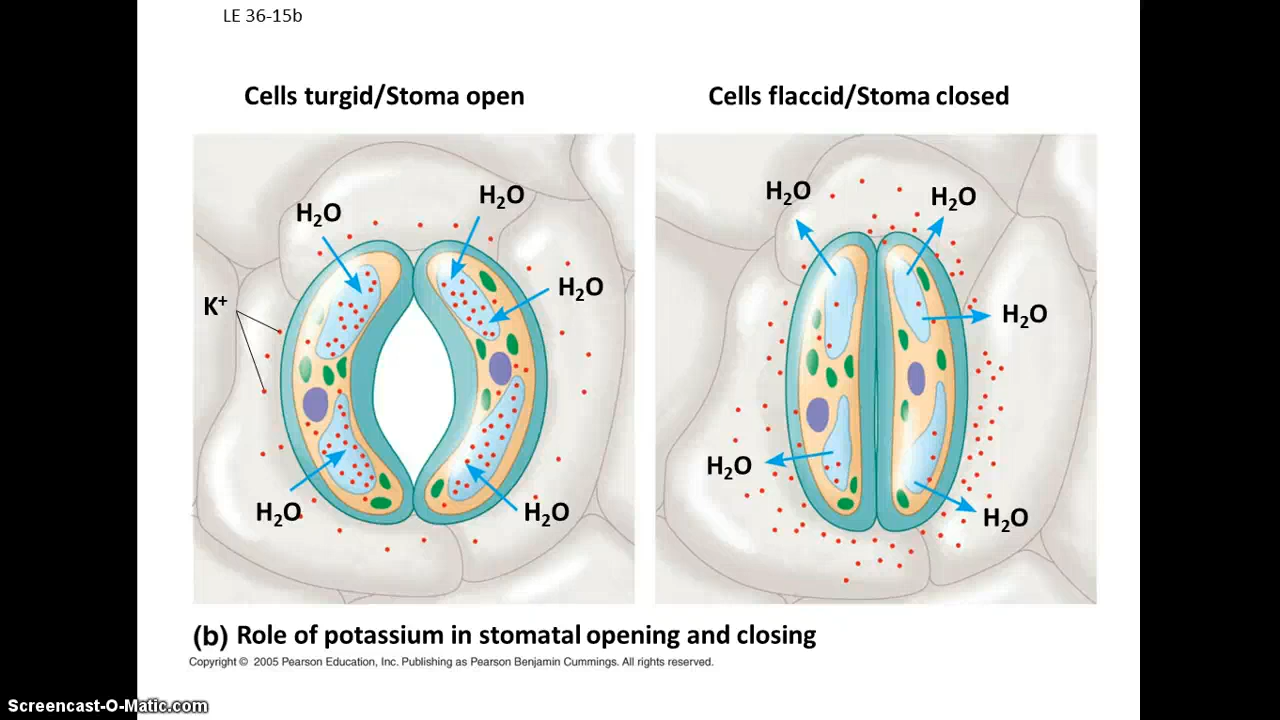 LE 36-15b
Cells turgid/Stoma open
Cells flaccid/Stoma closed
H₂O
H₂O
H₂O
K⁺
H₂O
H₂O
H₂O
H₂O
H₂O
H₂O
H₂O
(b) Role of potassium in stomatal opening and closing
Copyright © 2005 Pearson Education, Inc. Publishing as Pearson Benjamin Cummings. All rights reserved.
Screencast-O-Matic.com